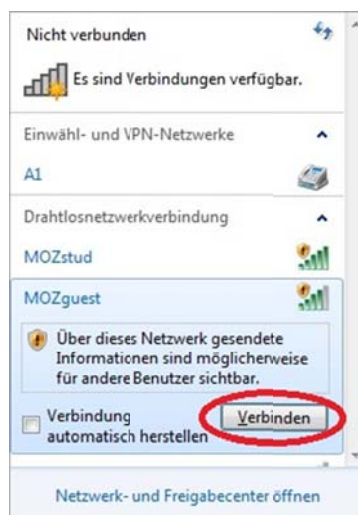 Nicht verbunden
Es sind Verbindungen verfügbar.
Einwähl- und VPN-Netzwerke
A1
Drahtlosnetzwerkverbindung
MOZstud
MOZguest
Über dieses Netzwerk gesendete
Informationen sind möglicherweise
für andere Benutzer sichtbar.
Verbindung
automatisch herstellen
Verbinden
Netzwerk- und Freigabecenter öffnen